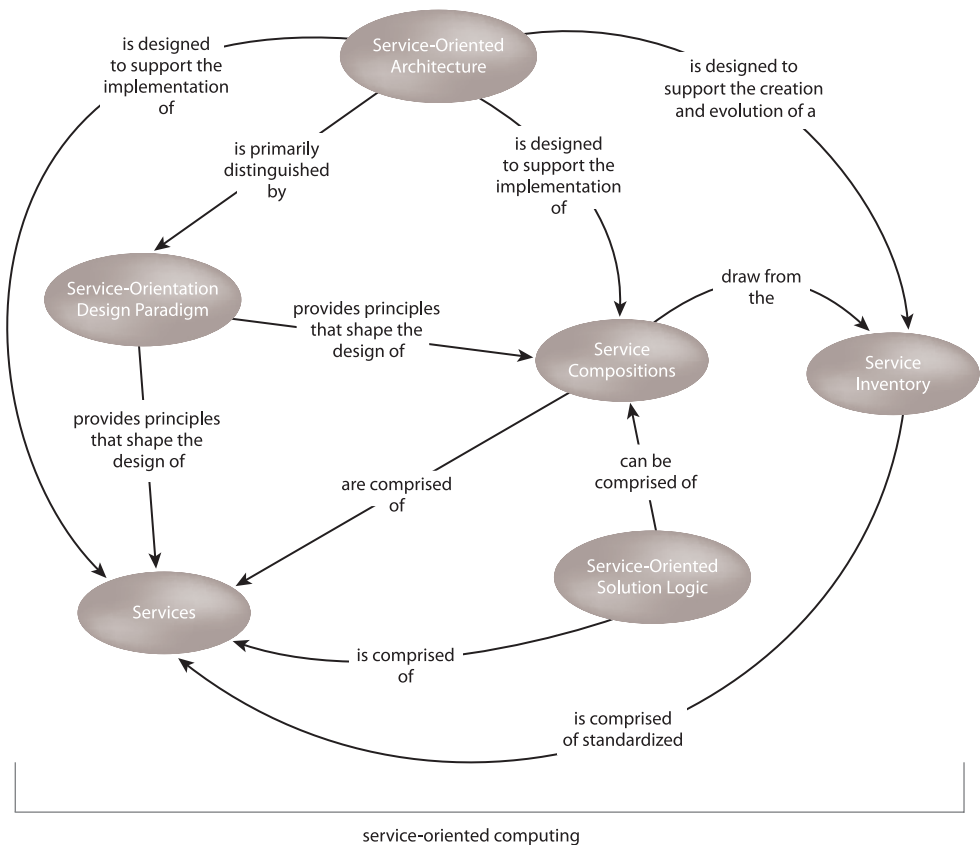 is designed
to support the
implementation
of
Service-Oriented
Architecture
is designed to
support the creation
and evolution of a
is primarily
distinguished
by
is designed
to support the
implementation
of
Service-Orientation
Design Paradigm
provides principles
that shape the
design of
draw from
the
Service
Compositions
Service
Inventory
provides principles
that shape the
design of
are comprised
of
can be
comprised of
Service-Oriented
Solution Logic
Services
is comprised
of
is comprised
of standardized
service-oriented computing